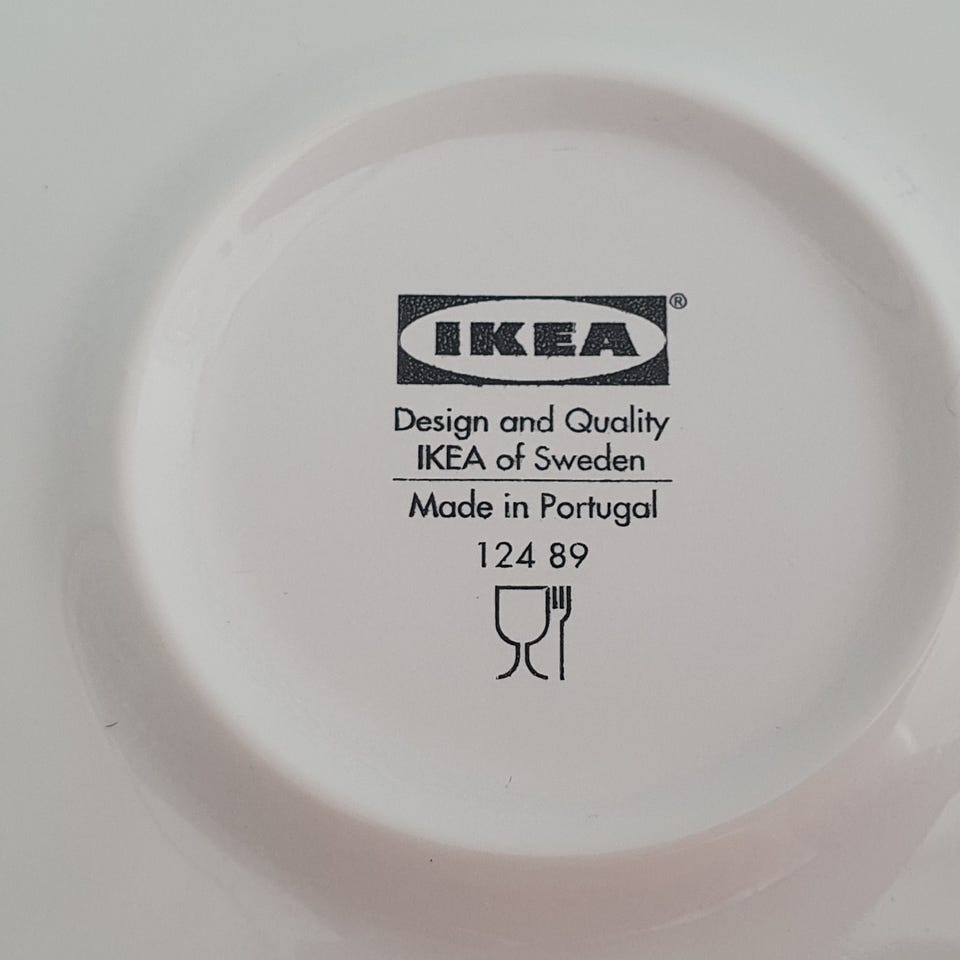 IKEA®
Design and Quality
IKEA of Sweden
Made in Portugal
124 89